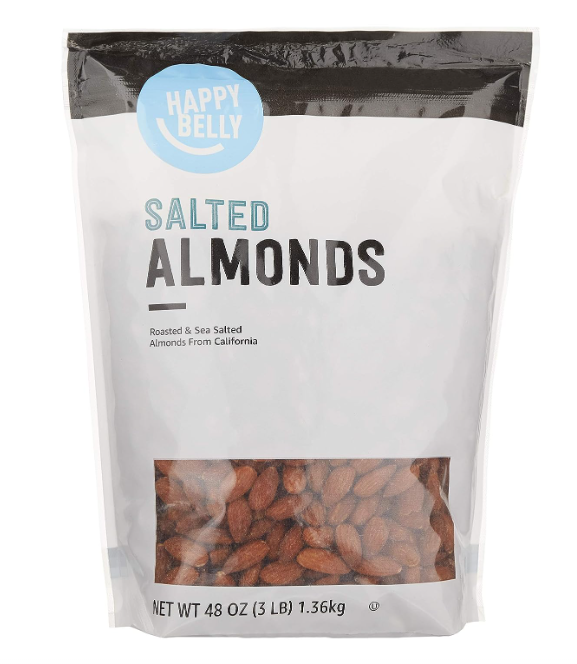 HAPPY
BELLY
SALTED
ALMONDS
Roasted & Sea Salted
Almonds From California
NET WT 48 OZ (3 LB) 1.36kg Ⓤ